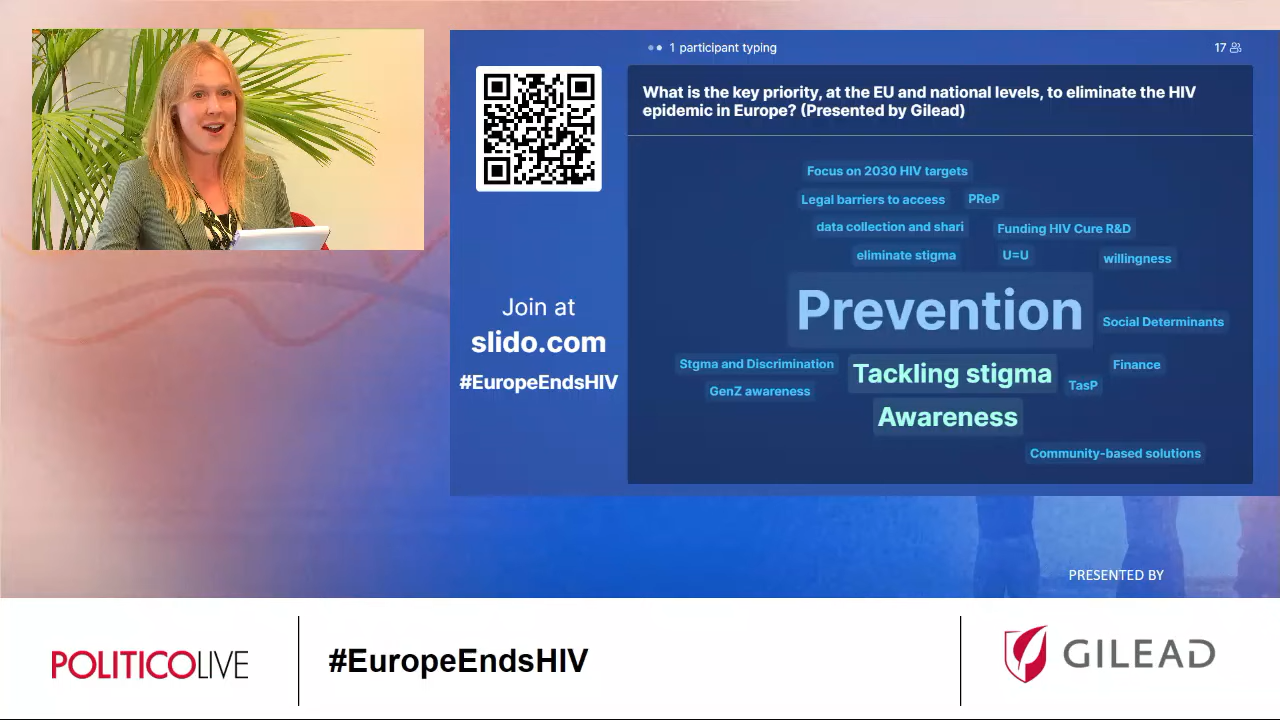 1 participant typing
17
What is the key priority, at the EU and national levels, to eliminate the HIV
epidemic in Europe? (Presented by Gilead)
Join at
slido.com
#EuropeEndsHIV
Focus on 2030 HIV targets
Legal barriers to access
PReP
data collection and shari
Funding HIV Cure R&D
eliminate stigma
U=U
willingness
Prevention
Social Determinants
Stgma and Discrimination
Tackling stigma
Finance
GenZ awareness
TasP
Awareness
Community-based solutions
PRESENTED BY
POLITICOLIVE
#EuropeEndsHIV
GILEAD